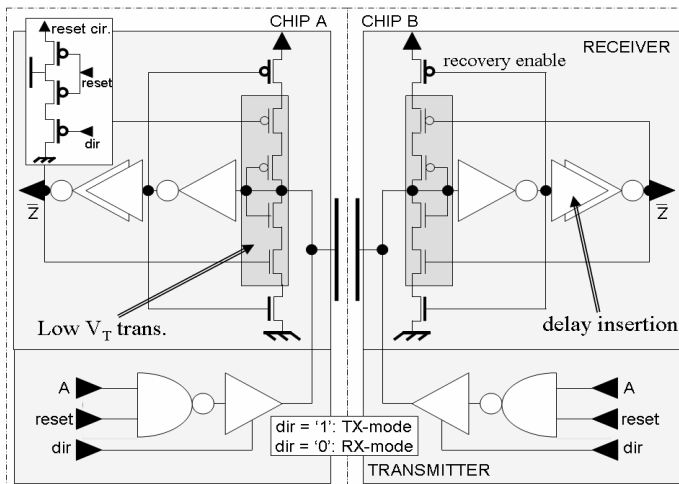 CHIP A
CHIP B
reset cir.
reset
dir
RECEIVER
recovery enable
Z
Z
Low VT trans.
delay insertion
A
reset
dir
A
reset
dir
dir = '1': TX-mode
dir = '0': RX-mode
TRANSMITTER